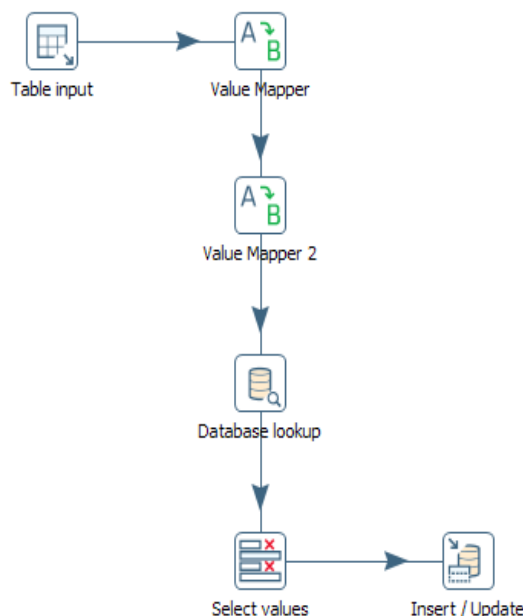 Table input
A
B
Value Mapper
A
B
Value Mapper 2
Database lookup
Select values
Insert / Update